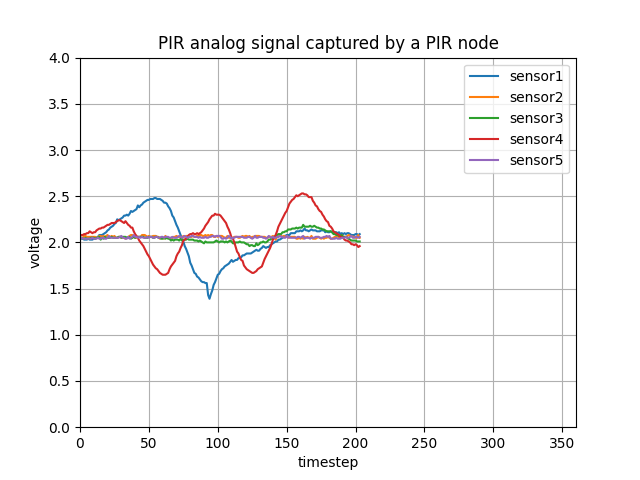 PIR analog signal captured by a PIR node
4.0
3.5
3.0
2.5
2.0
1.5
1.0
0.5
0.0
voltage
sensor1
sensor2
sensor3
sensor4
sensor5
0 50 100 150 200 250 300 350
timestep